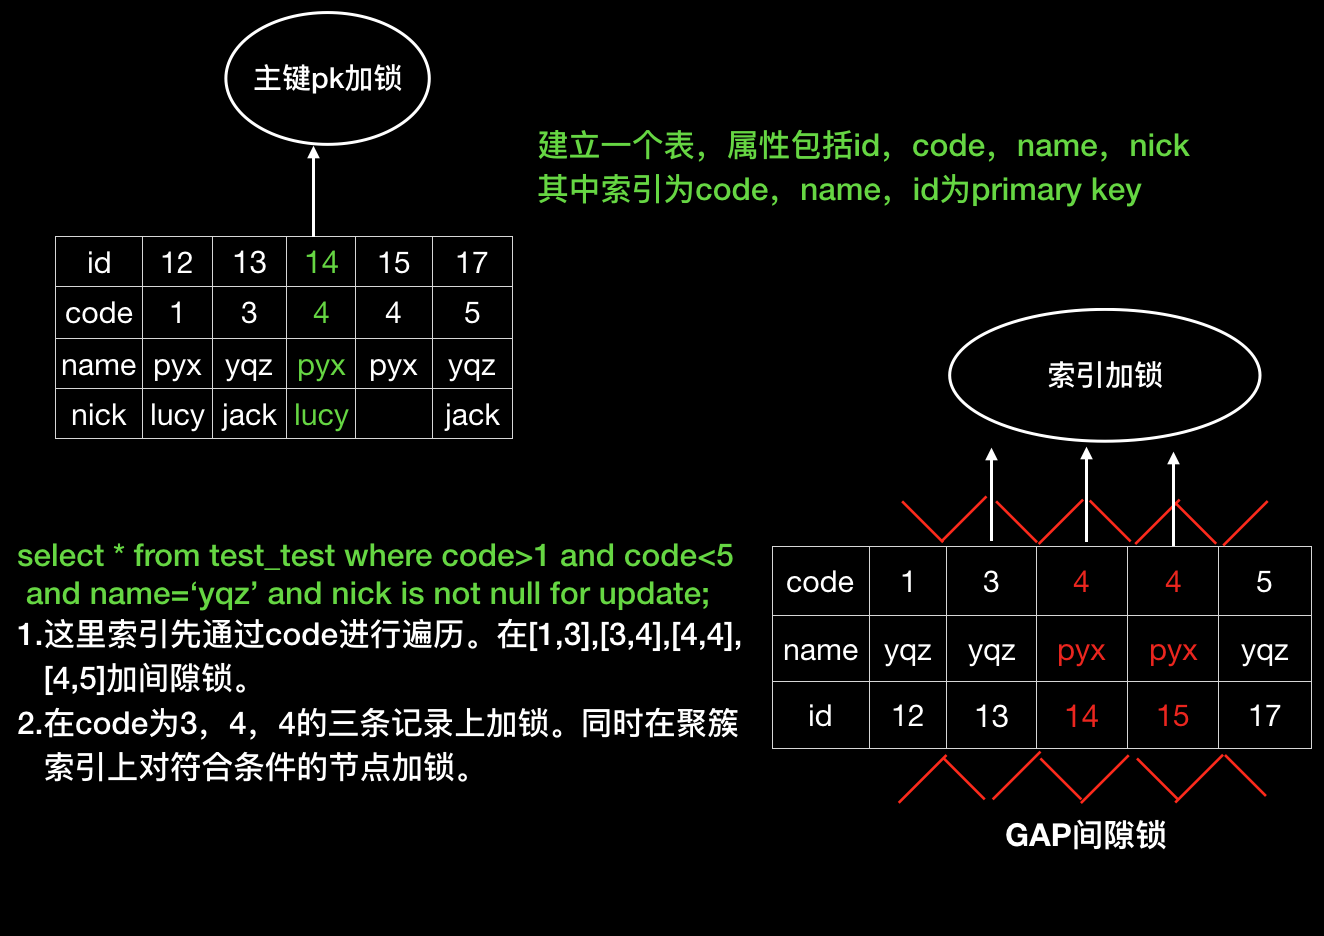 主键pk加锁
建立一个表，属性包括id，code，name，nick
其中索引为code，name，id为primary key
id 12 13 14 15 17
code 1 3 4 4 5
name pyx yqz pyx pyx yqz
nick lucy jack lucy jack
索引加锁
select * from test_test where code>1 and code<5
and name=‘yqz’ and nick is not null for update;
1.这里索引先通过code进行遍历。在[1,3],[3,4],[4,4],
[4,5]加间隙锁。
2.在code为3，4，4的三条记录上加锁。同时在聚簇
索引上对符合条件的节点加锁。
code 1 3 4 4 5
name yqz yqz pyx pyx yqz
id 12 13 14 15 17
GAP间隙锁